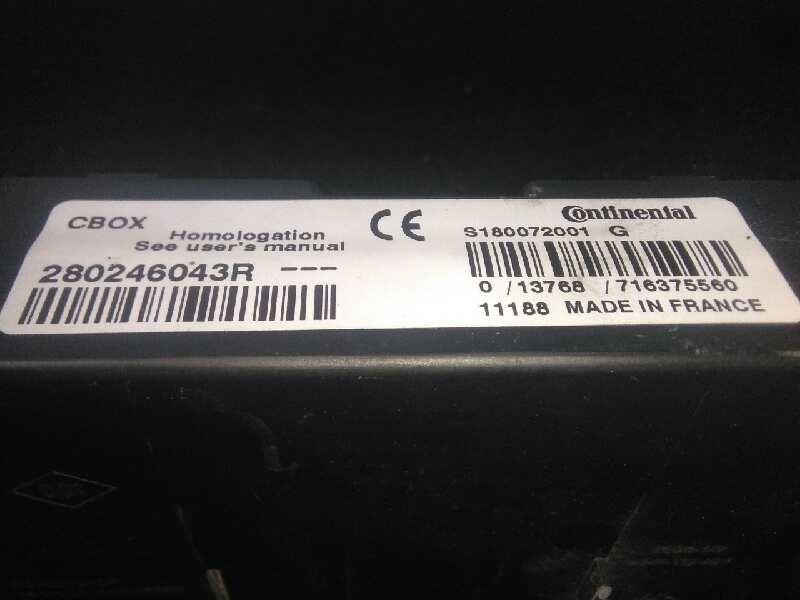 CBOX
Homologation
See user's manual
280246043R ---
CE
Continental
S180072001 G
0 / 13768 / 716375560
11188 MADE IN FRANCE